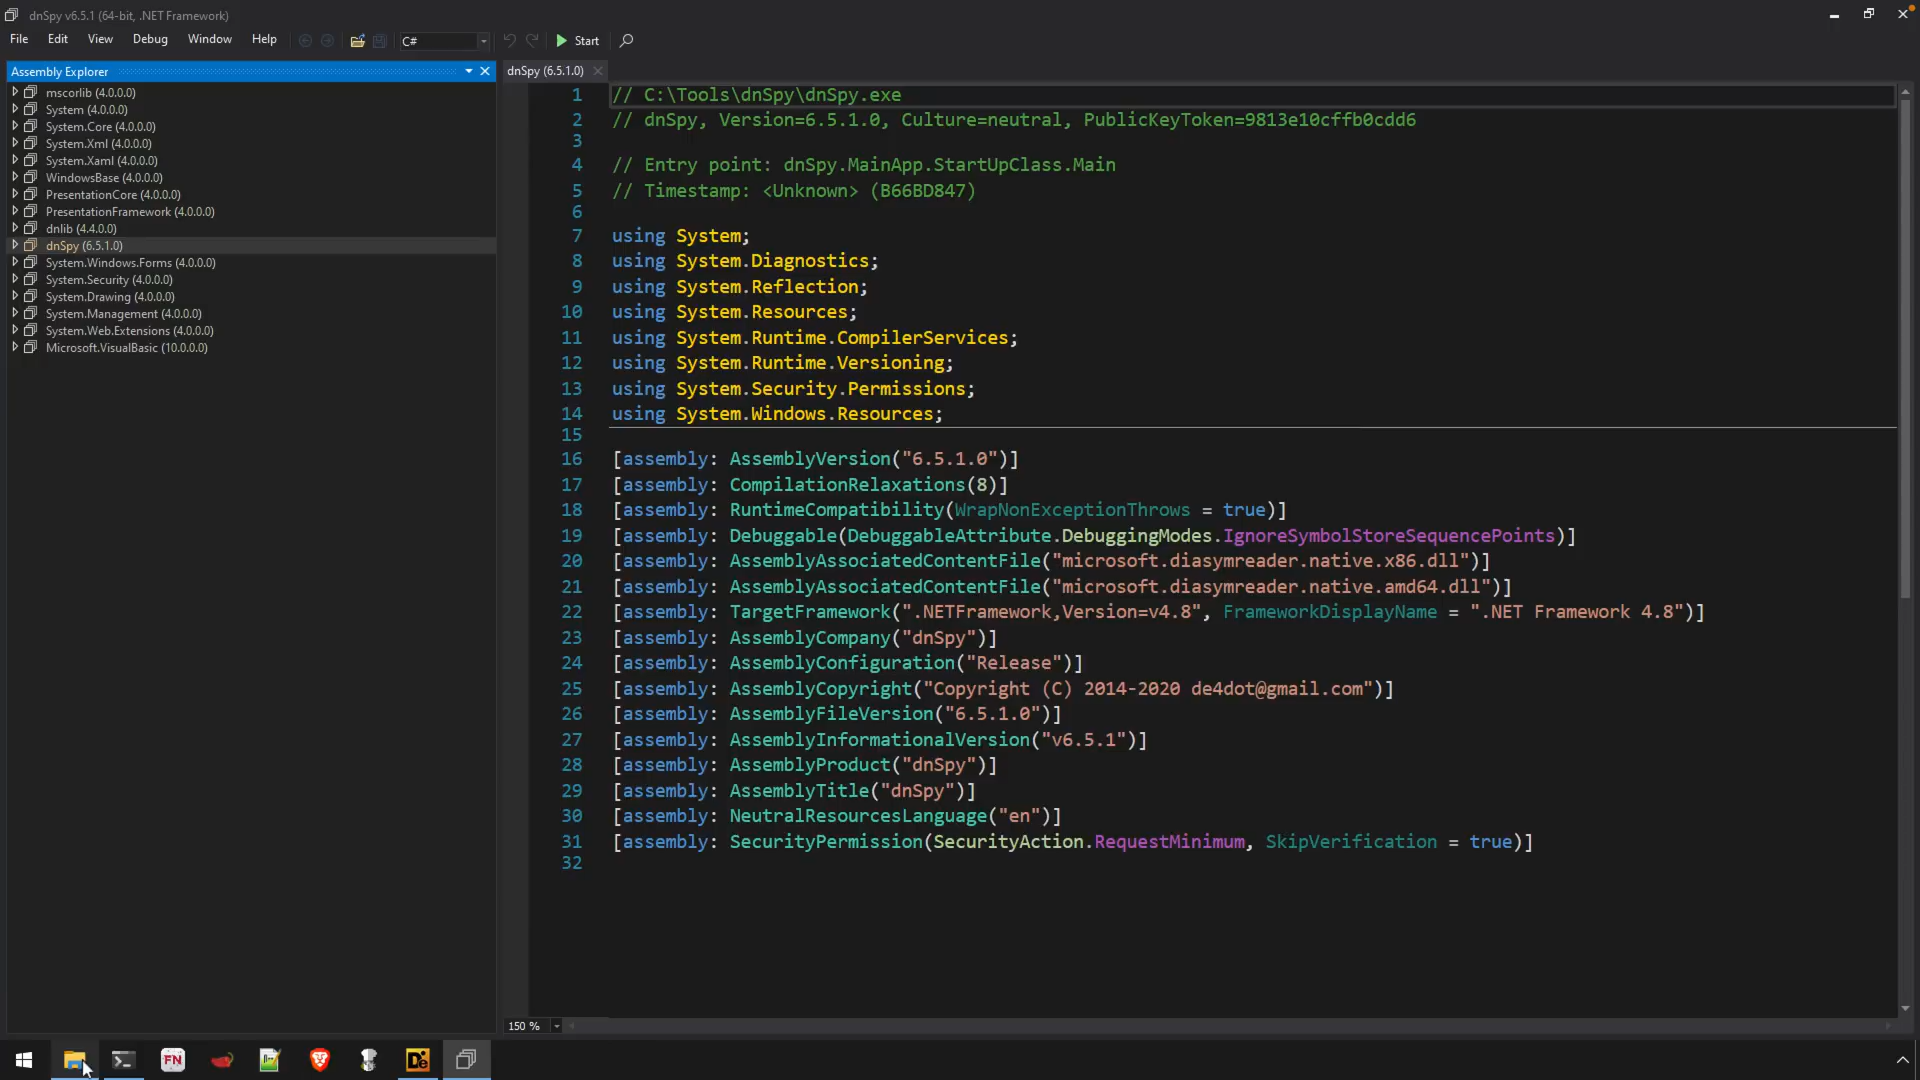 dnSpy v6.5.1 (64-bit, .NET Framework)
File Edit View Debug Window Help C# Start
Assembly Explorer
mscorlib (4.0.0.0)
System (4.0.0.0)
System.Core (4.0.0.0)
System.Xml (4.0.0.0)
System.Xaml (4.0.0.0)
WindowsBase (4.0.0.0)
PresentationCore (4.0.0.0)
PresentationFramework (4.0.0.0)
dnlib (4.4.0.0)
dnSpy (6.5.1.0)
System.Windows.Forms (4.0.0.0)
System.Security (4.0.0.0)
System.Drawing (4.0.0.0)
System.Management (4.0.0.0)
System.Web.Extensions (4.0.0.0)
Microsoft.VisualBasic (10.0.0.0)
dnSpy (6.5.1.0)
1 // C:\Tools\dnSpy\dnSpy.exe
2 // dnSpy, Version=6.5.1.0, Culture=neutral, PublicKeyToken=9813e10cffb0cdd6
3
4 // Entry point: dnSpy.MainApp.StartUpClass.Main
5 // Timestamp: <Unknown> (B66BD847)
6
7 using System;
8 using System.Diagnostics;
9 using System.Reflection;
10 using System.Resources;
11 using System.Runtime.CompilerServices;
12 using System.Runtime.Versioning;
13 using System.Security.Permissions;
14 using System.Windows.Resources;
15
16 [assembly: AssemblyVersion("6.5.1.0")]
17 [assembly: CompilationRelaxations(8)]
18 [assembly: RuntimeCompatibility(WrapNonExceptionThrows = true)]
19 [assembly: Debuggable(DebuggableAttribute.DebuggingModes.IgnoreSymbolStoreSequencePoints)]
20 [assembly: AssemblyAssociatedContentFile("microsoft.diasymreader.native.x86.dll")]
21 [assembly: AssemblyAssociatedContentFile("microsoft.diasymreader.native.amd64.dll")]
22 [assembly: TargetFramework(".NETFramework,Version=v4.8", FrameworkDisplayName = ".NET Framework 4.8")]
23 [assembly: AssemblyCompany("dnSpy")]
24 [assembly: AssemblyConfiguration("Release")]
25 [assembly: AssemblyCopyright("Copyright (C) 2014-2020 de4dot@gmail.com")]
26 [assembly: AssemblyFileVersion("6.5.1.0")]
27 [assembly: AssemblyInformationalVersion("v6.5.1")]
28 [assembly: AssemblyProduct("dnSpy")]
29 [assembly: AssemblyTitle("dnSpy")]
30 [assembly: NeutralResourcesLanguage("en")]
31 [assembly: SecurityPermission(SecurityAction.RequestMinimum, SkipVerification = true)]
32
150 %
FN
De